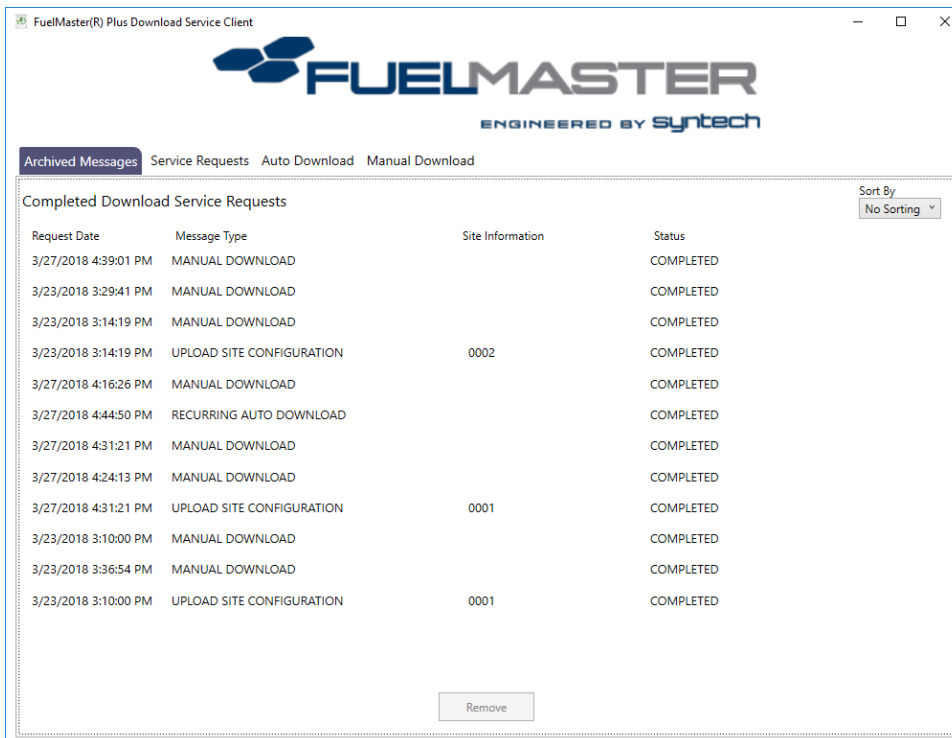 FuelMaster(R) Plus Download Service Client
FUELMASTER
ENGINEERED BY syntech
Archived Messages Service Requests Auto Download Manual Download
Completed Download Service Requests
Sort By
No Sorting
Request Date Message Type Site Information Status
3/27/2018 4:39:01 PM MANUAL DOWNLOAD COMPLETED
3/23/2018 3:29:41 PM MANUAL DOWNLOAD COMPLETED
3/23/2018 3:14:19 PM MANUAL DOWNLOAD COMPLETED
3/23/2018 3:14:19 PM UPLOAD SITE CONFIGURATION 0002 COMPLETED
3/27/2018 4:16:26 PM MANUAL DOWNLOAD COMPLETED
3/27/2018 4:44:50 PM RECURRING AUTO DOWNLOAD COMPLETED
3/27/2018 4:31:21 PM MANUAL DOWNLOAD COMPLETED
3/27/2018 4:24:13 PM MANUAL DOWNLOAD COMPLETED
3/27/2018 4:31:21 PM UPLOAD SITE CONFIGURATION 0001 COMPLETED
3/23/2018 3:10:00 PM MANUAL DOWNLOAD COMPLETED
3/23/2018 3:36:54 PM MANUAL DOWNLOAD COMPLETED
3/23/2018 3:10:00 PM UPLOAD SITE CONFIGURATION 0001 COMPLETED
Remove